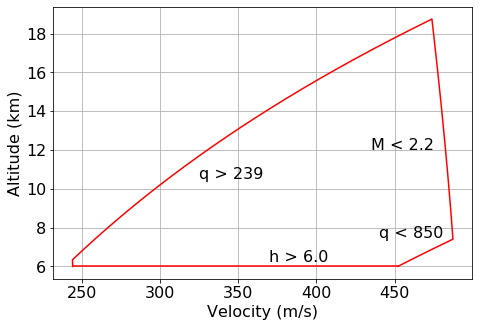 18
16
14
12
10
8
6
Altitude (km)
M < 2.2
q > 239
q < 850
h > 6.0
250 300 350 400 450
Velocity (m/s)